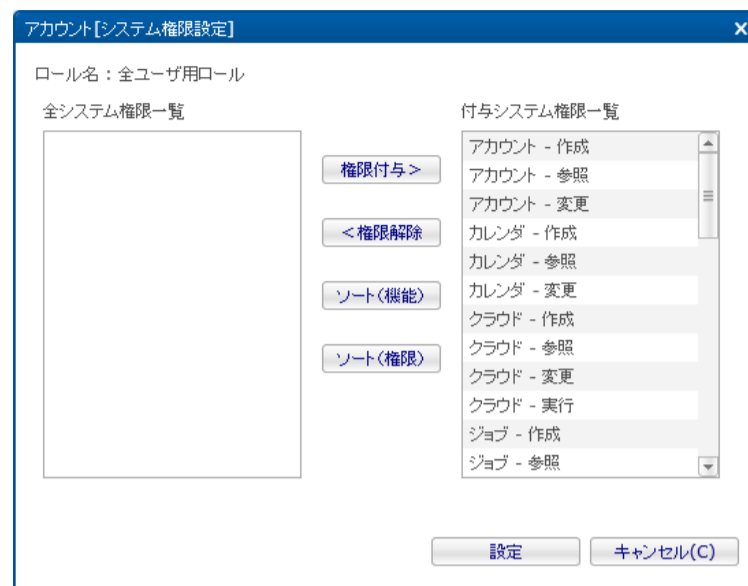 アカウント[システム権限設定]
ロール名：全ユーザ用ロール
全システム権限一覧
権限付与＞
＜権限解除
ソート(機能)
ソート(権限)
付与システム権限一覧
アカウント - 作成
アカウント - 参照
アカウント - 変更
カレンダ - 作成
カレンダ - 参照
カレンダ - 変更
クラウド - 作成
クラウド - 参照
クラウド - 変更
クラウド - 実行
ジョブ - 作成
ジョブ - 参照
設定
キャンセル(C)